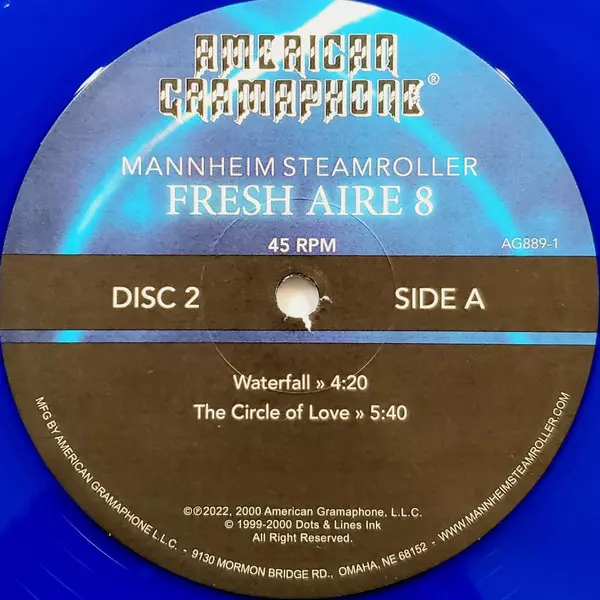 AMERICAN
GRAMAPHONE®
MANNHEIM STEAMROLLER
FRESH AIRE 8
45 RPM
AG889-1
DISC 2
SIDE A
Waterfall » 4:20
The Circle of Love » 5:40
©℗2022, 2000 American Gramaphone, L.L.C.
© 1999-2000 Dots & Lines Ink
All Right Reserved.
MFG BY AMERICAN GRAMAPHONE L.L.C. - 9130 MORMON BRIDGE RD., OMAHA, NE 68152 - WWW.MANNHEIMSTEAMROLLER.COM